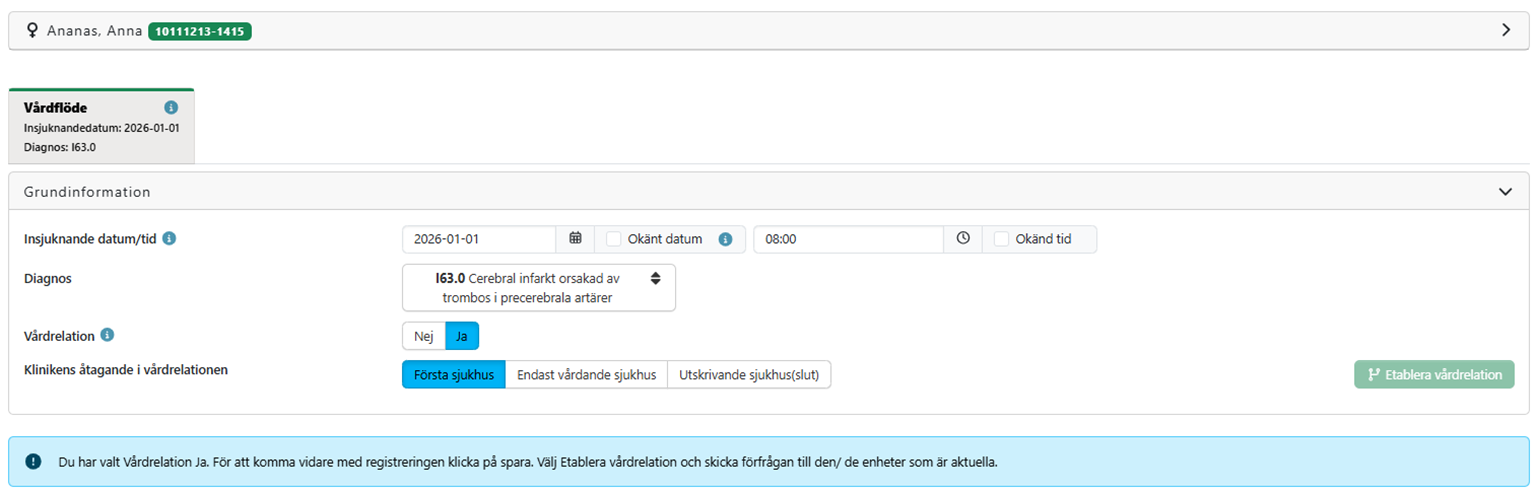 Ananas, Anna 10111213-1415
Vårdflöde
Insjuknandedatum: 2026-01-01
Diagnos: I63.0
Grundinformation
Insjuknande datum/tid 2026-01-01 Okänt datum 08:00 Okänd tid
Diagnos I63.0 Cerebral infarkt orsakad av
trombos i precerebrala artärer
Vårdrelation Nej Ja
Klinikens åtagande i vårdrelationen Första sjukhus Endast vårdande sjukhus Utskrivande sjukhus(slut) Etablera vårdrelation
Du har valt Vårdrelation Ja. För att komma vidare med registreringen klicka på spara. Välj Etablera vårdrelation och skicka förfrågan till den/ de enheter som är aktuella.